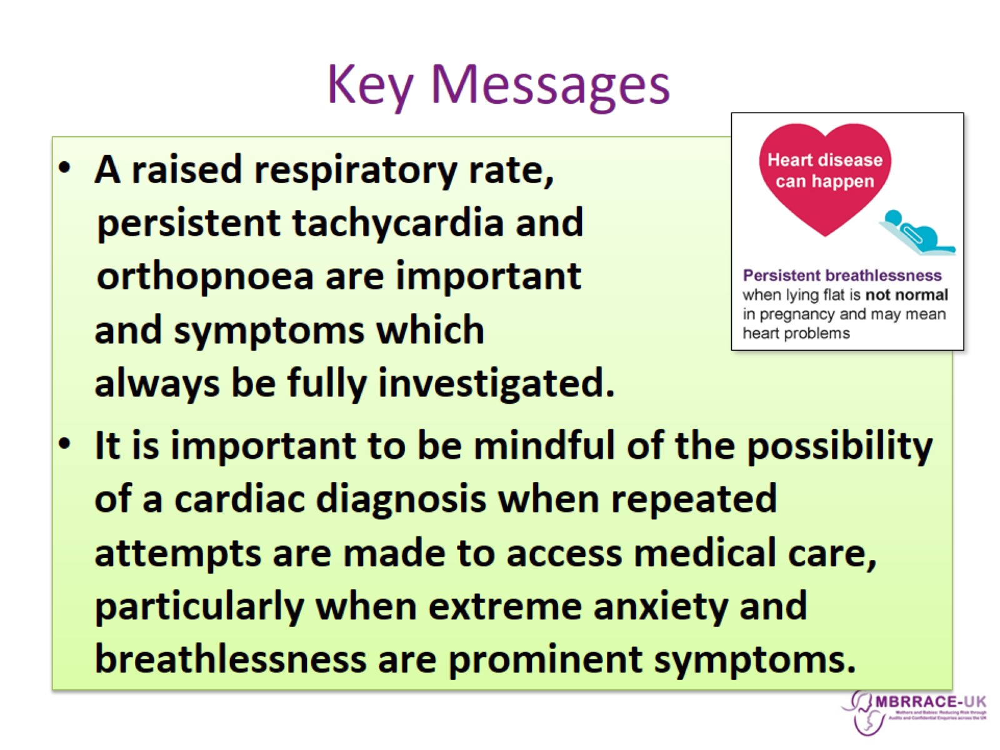 Key Messages
• A raised respiratory rate,
persistent tachycardia and
orthopnoea are important
and symptoms which
always be fully investigated.
• It is important to be mindful of the possibility
of a cardiac diagnosis when repeated
attempts are made to access medical care,
particularly when extreme anxiety and
breathlessness are prominent symptoms.
Heart disease
can happen
Persistent breathlessness
when lying flat is not normal
in pregnancy and may mean
heart problems
MBRRACE-UK
Mothers and Babies: Reducing Risk through
Audits and Confidential Enquiries across the UK